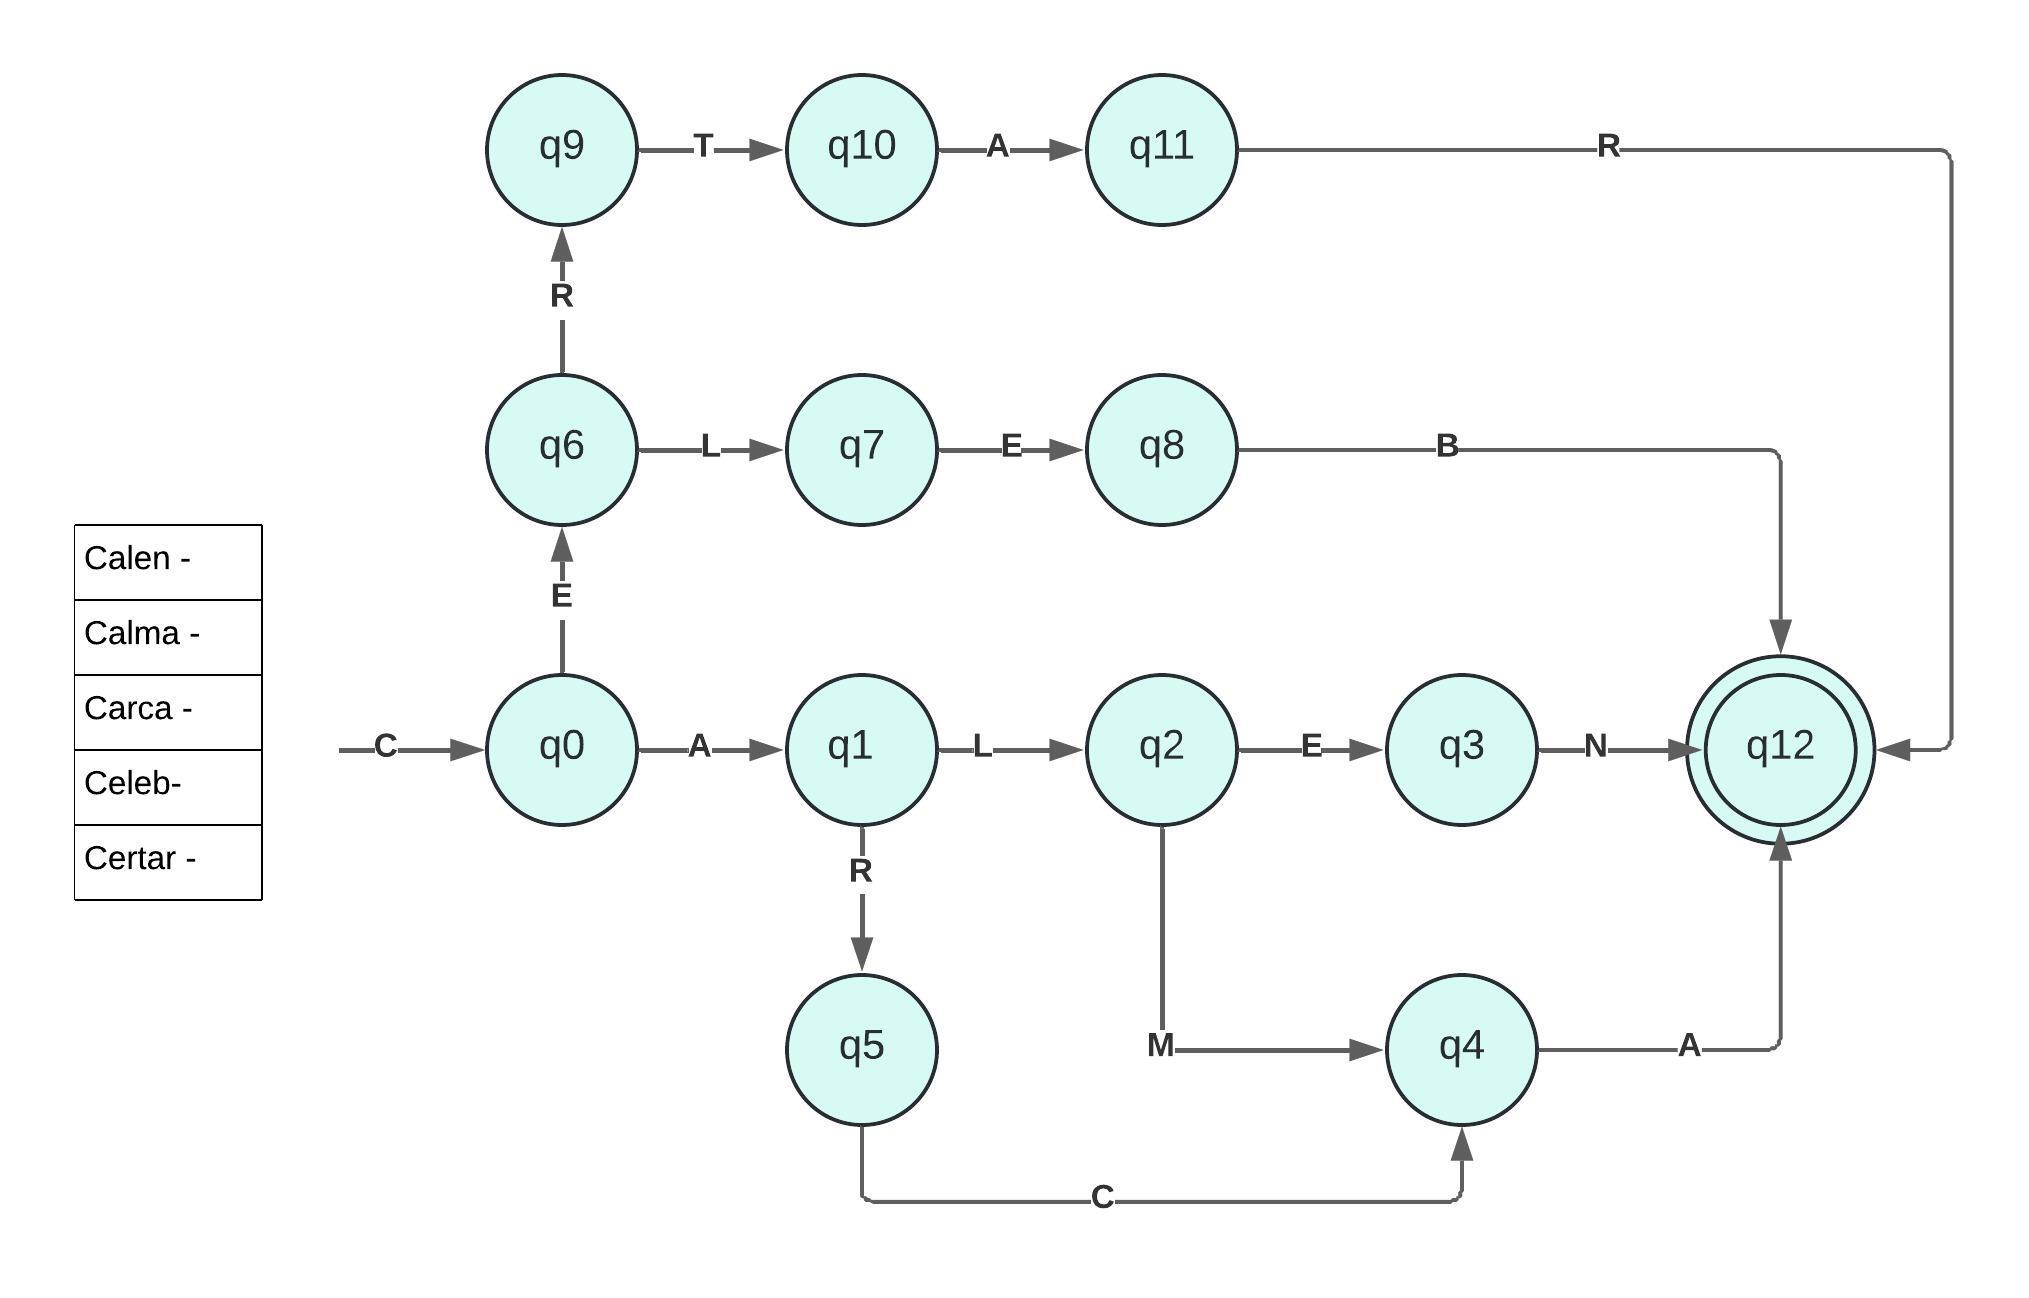 q9 T q10 A q11 R
R
q6 L q7 E q8 B
E
Calen -
Calma -
Carca -
Celeb-
Certar -
C q0 A q1 L q2 E q3 N q12
R
q5 M q4 A
C